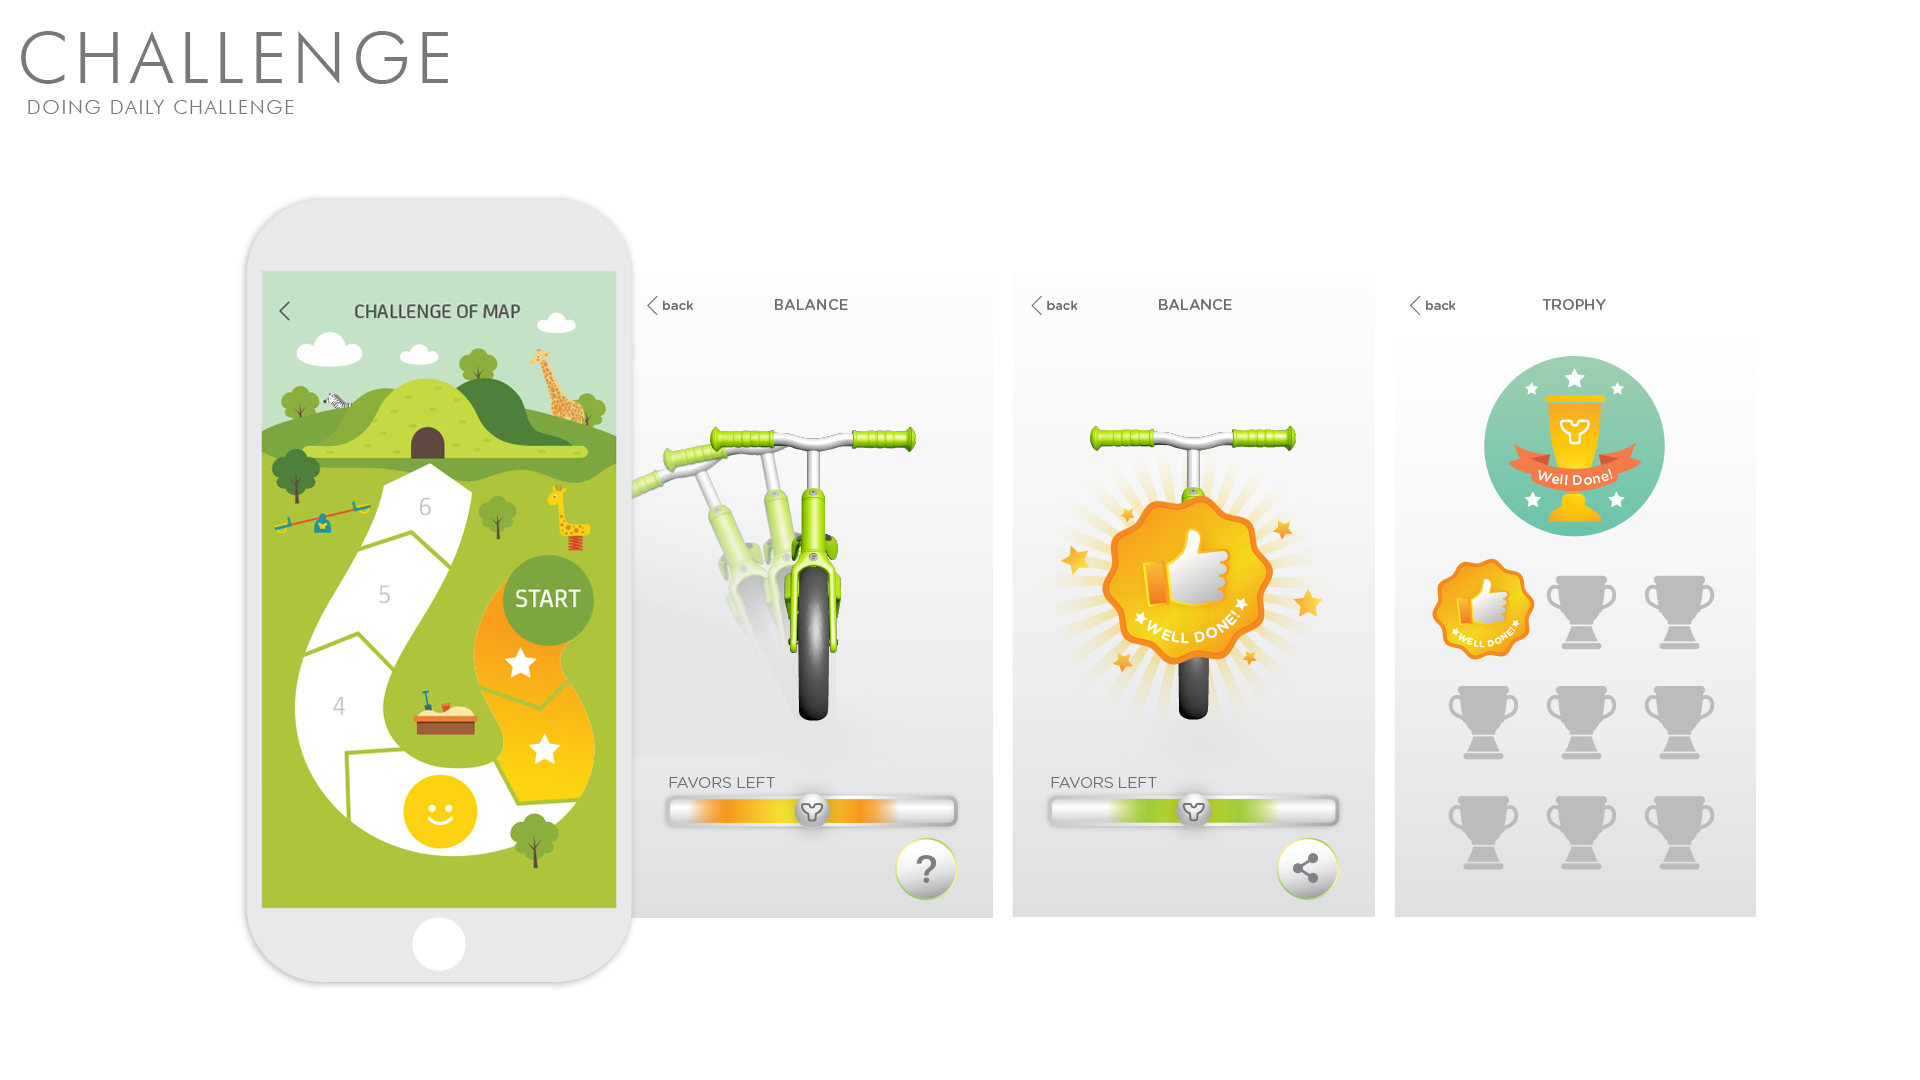 CHALLENGE
DOING DAILY CHALLENGE
CHALLENGE OF MAP
6
5
START
4
back
BALANCE
FAVORS LEFT
?
back
BALANCE
WELL DONE!
FAVORS LEFT
back
TROPHY
Well Done!
WELL DONE!